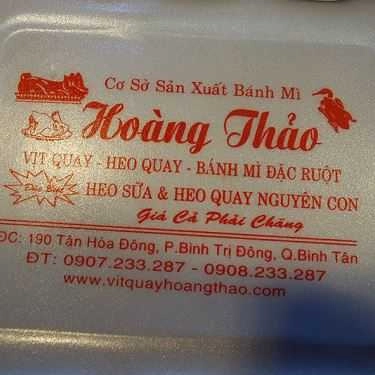 Cơ Sở Sản Xuất Bánh Mì
Hoàng Thảo
VỊT QUAY - HEO QUAY - BÁNH MÌ ĐẶC RUỘT
Đặc Biệt
HEO SỮA & HEO QUAY NGUYÊN CON
Giá Cả Phải Chăng
ĐC: 190 Tân Hòa Đông, P.Bình Trị Đông, Q.Bình Tân
ĐT: 0907.233.287 - 0908.233.287
www.vitquayhoangthao.com